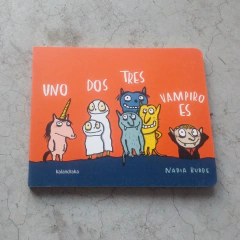 UNO DOS TRES
VAMPIRO
ES
Kalandraka
NADIA BUDDE